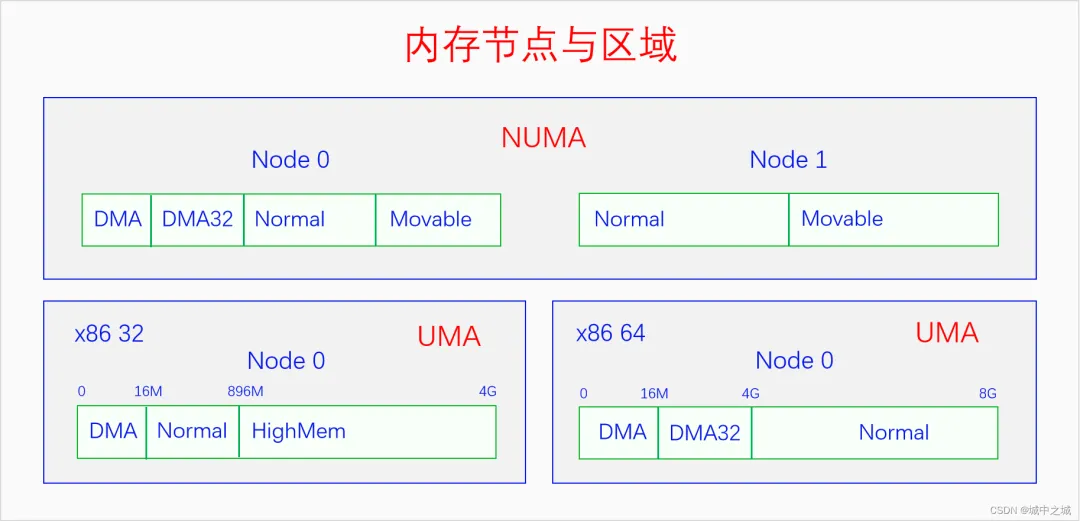 内存节点与区域
NUMA
Node 0
Node 1
DMA DMA32 Normal Movable
Normal Movable
x86 32
UMA
Node 0
0 16M 896M 4G
DMA Normal HighMem
x86 64
UMA
Node 0
0 16M 4G 8G
DMA DMA32 Normal
CSDN @城中之城